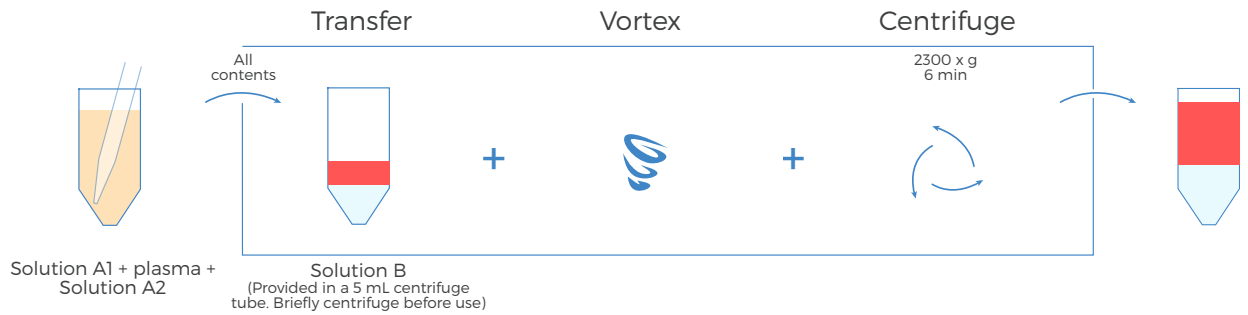 Transfer
Vortex
Centrifuge
All
contents
2300 x g
6 min
+
+
Solution A1 + plasma +
Solution A2
Solution B
(Provided in a 5 mL centrifuge
tube. Briefly centrifuge before use)